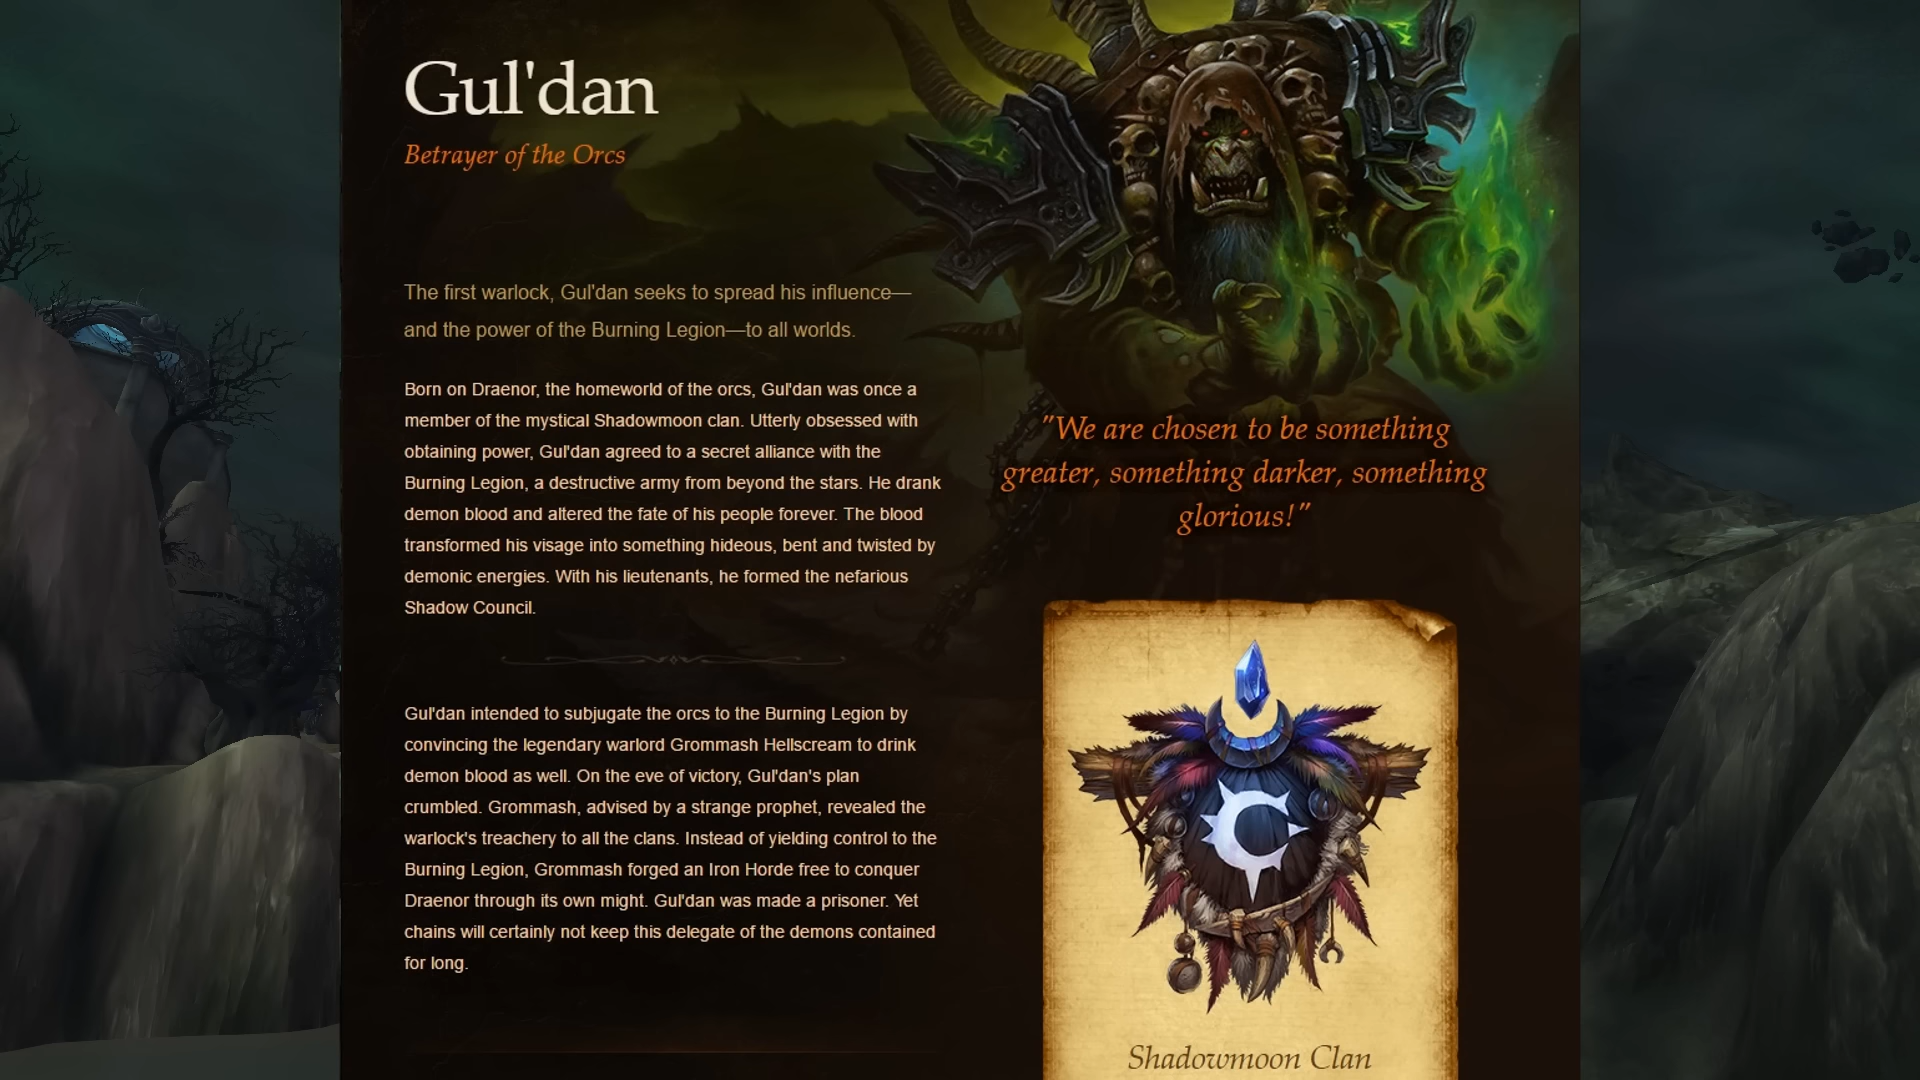 Gul'dan
Betrayer of the Orcs
The first warlock, Gul'dan seeks to spread his influence—
and the power of the Burning Legion—to all worlds.
Born on Draenor, the homeworld of the orcs, Gul'dan was once a
member of the mystical Shadowmoon clan. Utterly obsessed with
obtaining power, Gul'dan agreed to a secret alliance with the
Burning Legion, a destructive army from beyond the stars. He drank
demon blood and altered the fate of his people forever. The blood
transformed his visage into something hideous, bent and twisted by
demonic energies. With his lieutenants, he formed the nefarious
Shadow Council.
Gul'dan intended to subjugate the orcs to the Burning Legion by
convincing the legendary warlord Grommash Hellscream to drink
demon blood as well. On the eve of victory, Gul'dan's plan
crumbled. Grommash, advised by a strange prophet, revealed the
warlock's treachery to all the clans. Instead of yielding control to the
Burning Legion, Grommash forged an Iron Horde free to conquer
Draenor through its own might. Gul'dan was made a prisoner. Yet
chains will certainly not keep this delegate of the demons contained
for long.
"We are chosen to be something
greater, something darker, something
glorious!"
Shadowmoon Clan